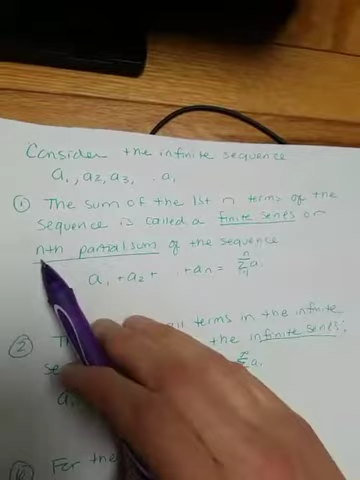 Consider the infinite sequence
a₁, a₂, a₃, . a,
① The sum of the 1st n terms of the
sequence is called a finite series or
nth partial sum of the sequence
a₁ + a₂ + +aₙ = n Σ aᵢ
② all terms in the infinite
the infinite series;
a,
⑥ For the